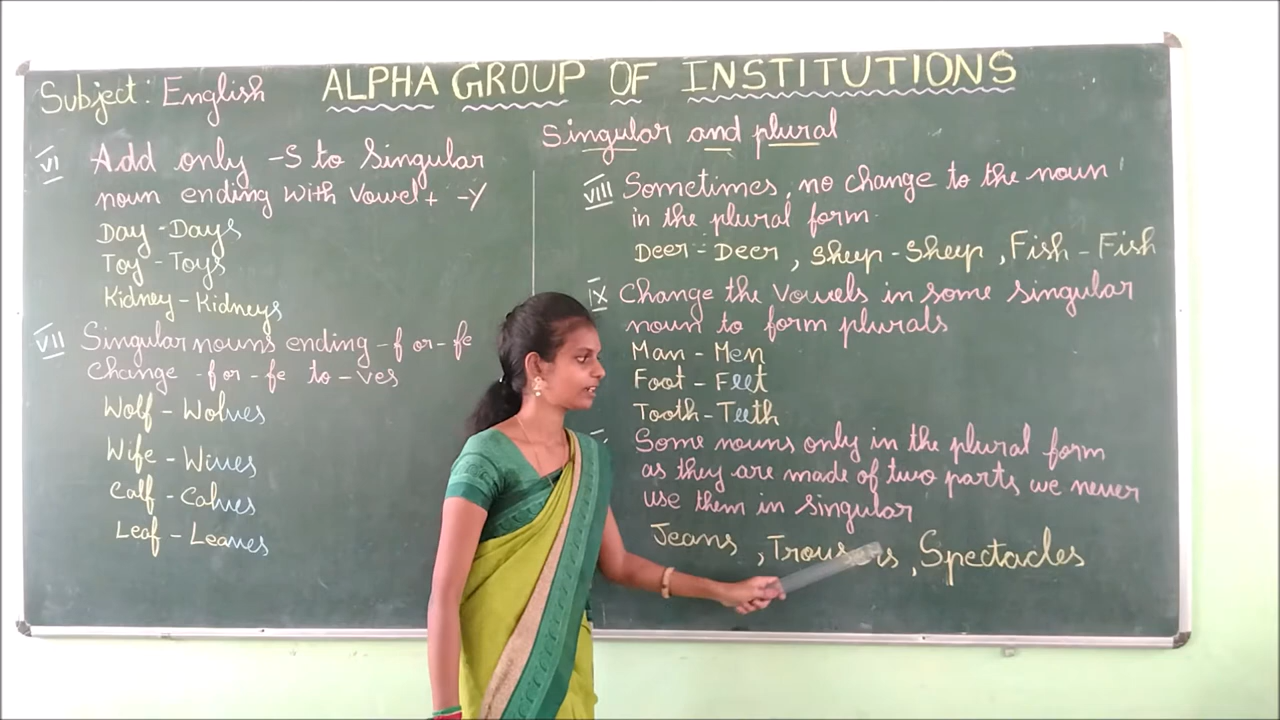 Subject: English
ALPHA GROUP OF INSTITUTIONS
Singular and plural
VI Add only -S to Singular
noun ending with Vowel + -Y
Day - Days
Toy - Toys
Kidney - Kidneys
VII Singular nouns ending -f or -fe
change -f or -fe to -ves
Wolf - Wolves
Wife - Wives
Calf - Calves
Leaf - Leaves
VIII Sometimes, no change to the noun
in the plural form.
Deer - Deer, Sheep - Sheep, Fish - Fish
IX Change the Vowels in some singular
noun to form plurals
Man - Men
Foot - Feet
Tooth - Teeth
Some nouns only in the plural form
as they are made of two parts we never
use them in singular
Jeans, Trousers, Spectacles